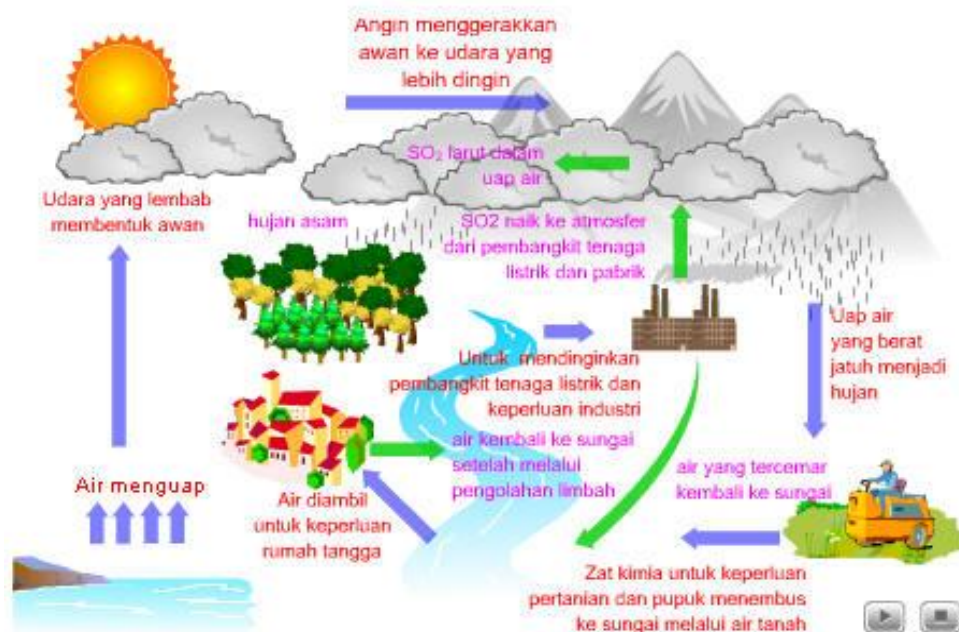 Angin menggerakkan
awan ke udara yang
lebih dingin
SO₂ larut dalam
uap air
Udara yang lembab
membentuk awan
hujan asam
SO2 naik ke atmosfer
dari pembangkit tenaga
listrik dan pabrik
Uap air
yang berat
jatuh menjadi
hujan
Untuk mendinginkan
pembangkit tenaga listrik dan
keperluan industri
air kembali ke sungai
setelah melalui
pengolahan limbah
air yang tercemar
kembali ke sungai
Air menguap
Air diambil
untuk keperluan
rumah tangga
Zat kimia untuk keperluan
pertanian dan pupuk menembus
ke sungai melalui air tanah